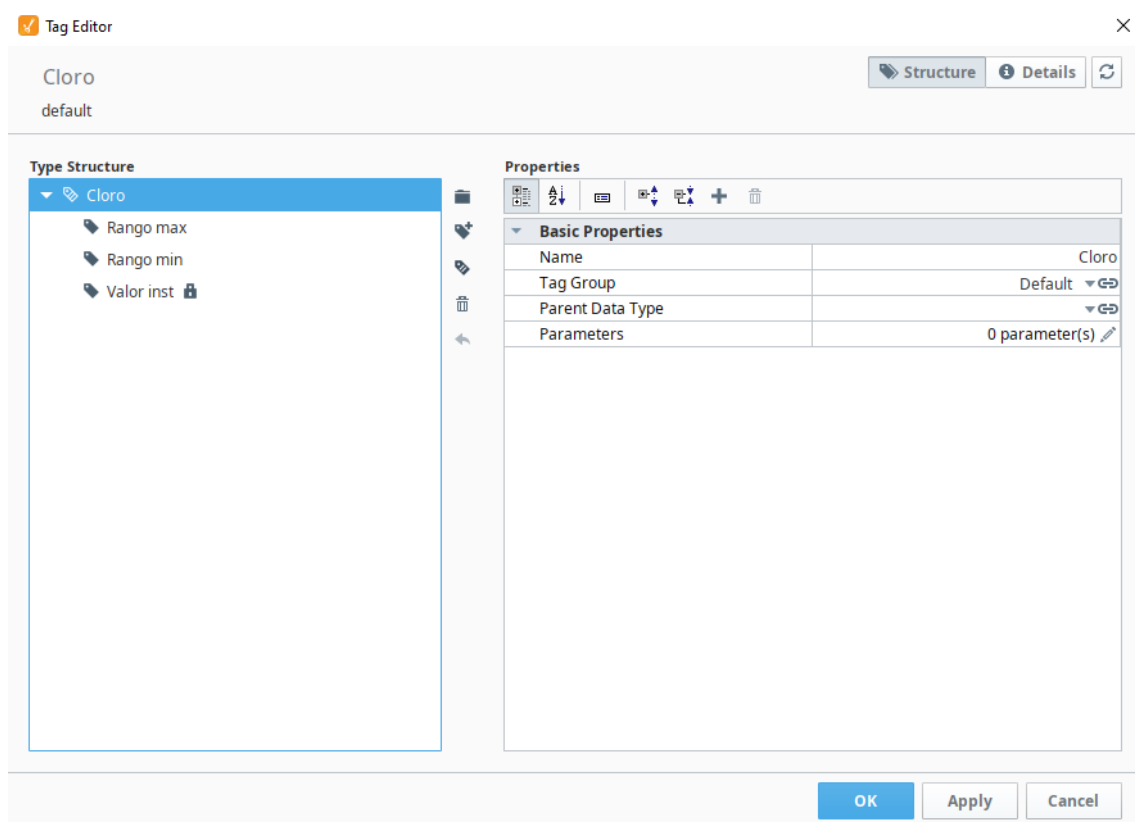 Tag Editor
Cloro
Structure
Details
default
Type Structure
Cloro
Rango max
Rango min
Valor inst
Properties
Basic Properties
Name Cloro
Tag Group Default
Parent Data Type
Parameters 0 parameter(s)
OK
Apply
Cancel